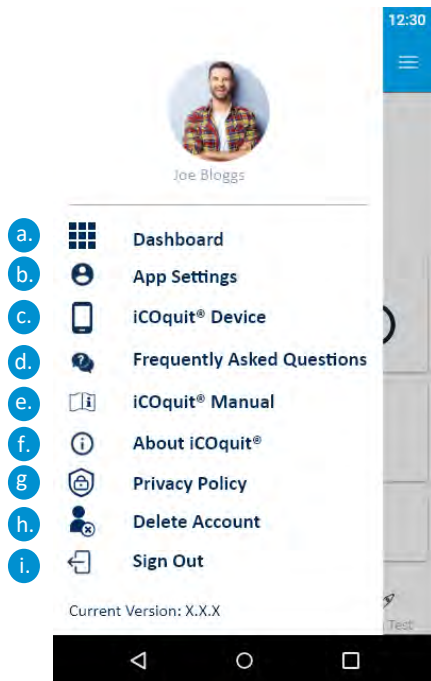 12:30
Joe Bloggs
a. Dashboard
b. App Settings
c. iCOquit® Device
d. Frequently Asked Questions
e. iCOquit® Manual
f. About iCOquit®
g Privacy Policy
h. Delete Account
i. Sign Out
Current Version: X.X.X
Test